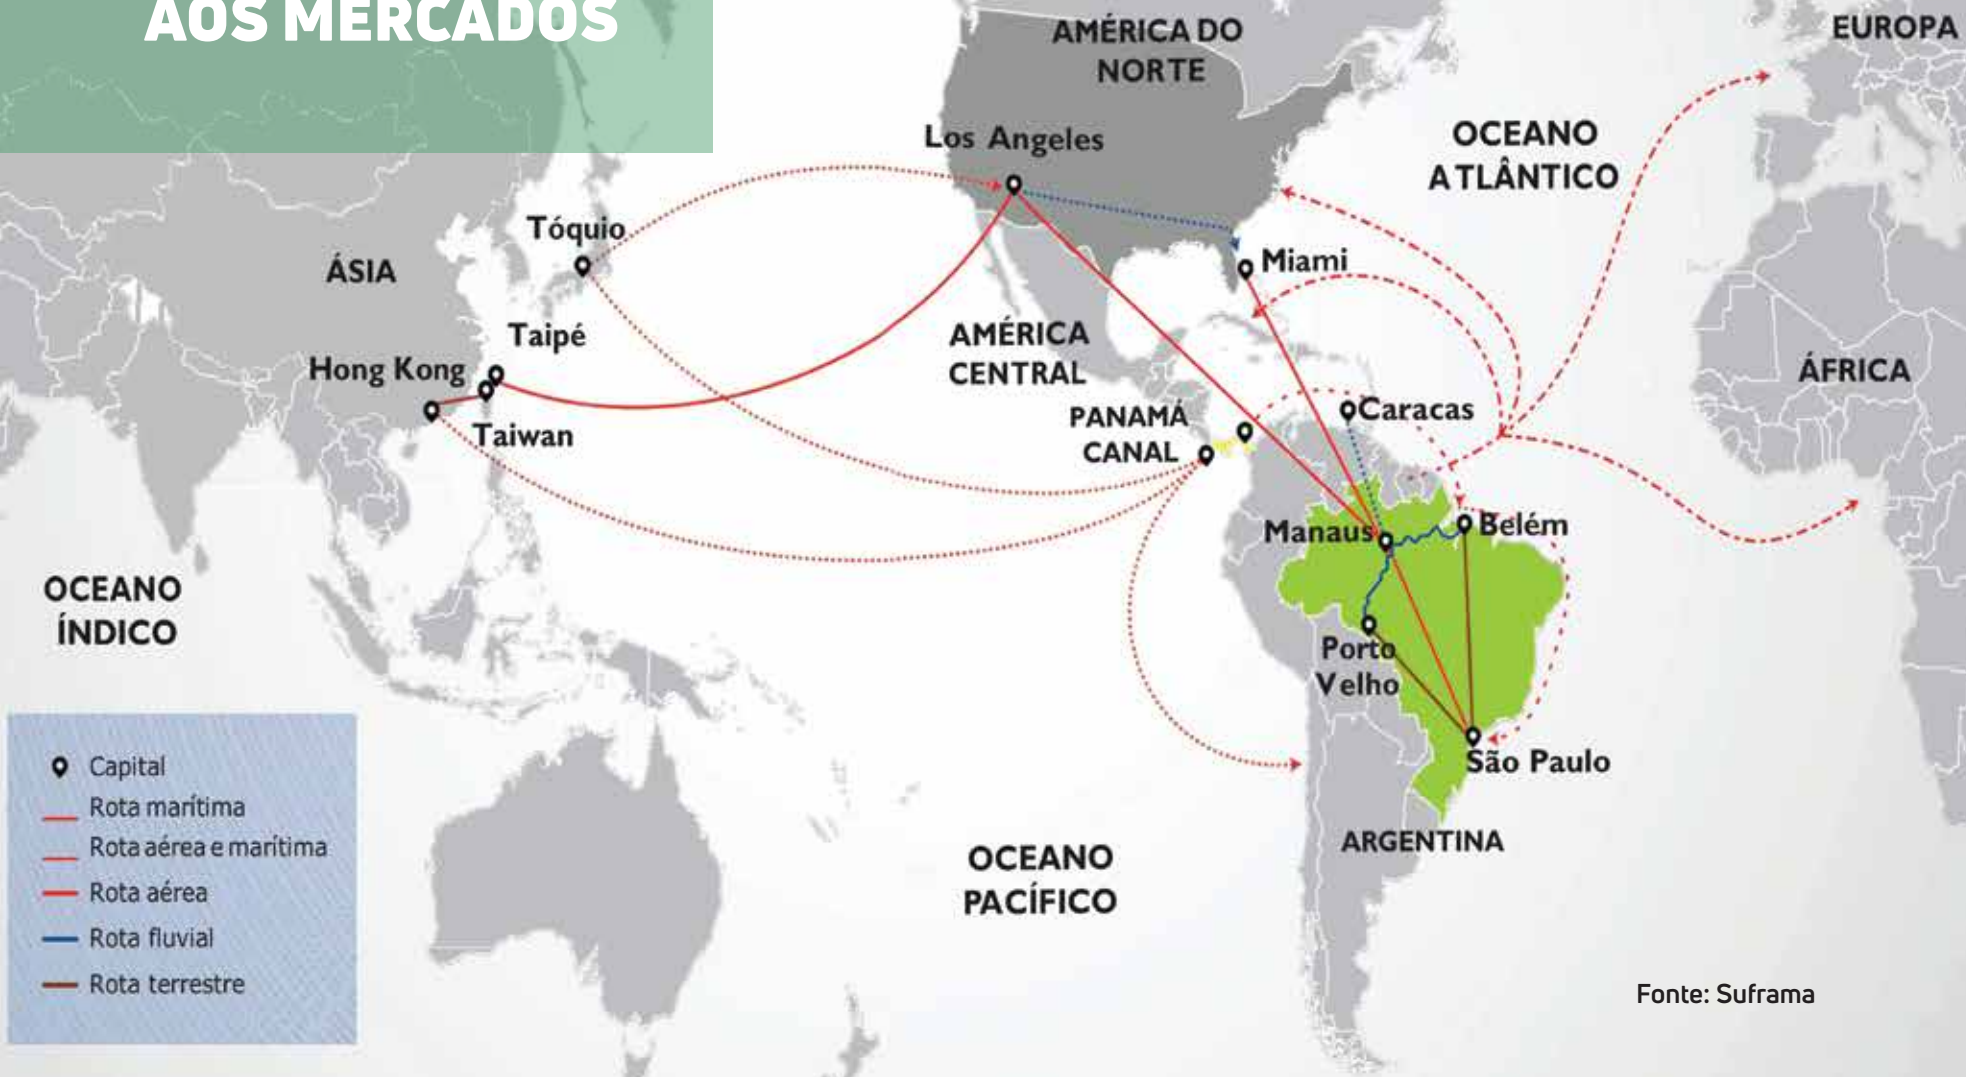 AOS MERCADOS
AMÉRICA DO
NORTE
EUROPA
Los Angeles
OCEANO
ATLÂNTICO
Tóquio
ÁSIA
Miami
Taipé
AMÉRICA
CENTRAL
Hong Kong
ÁFRICA
PANAMÁ
CANAL
Caracas
Taiwan
Manaus
Belém
OCEANO
ÍNDICO
Porto
Velho
São Paulo
ARGENTINA
OCEANO
PACÍFICO
Capital
Rota marítima
Rota aérea e marítima
Rota aérea
Rota fluvial
Rota terrestre
Fonte: Suframa